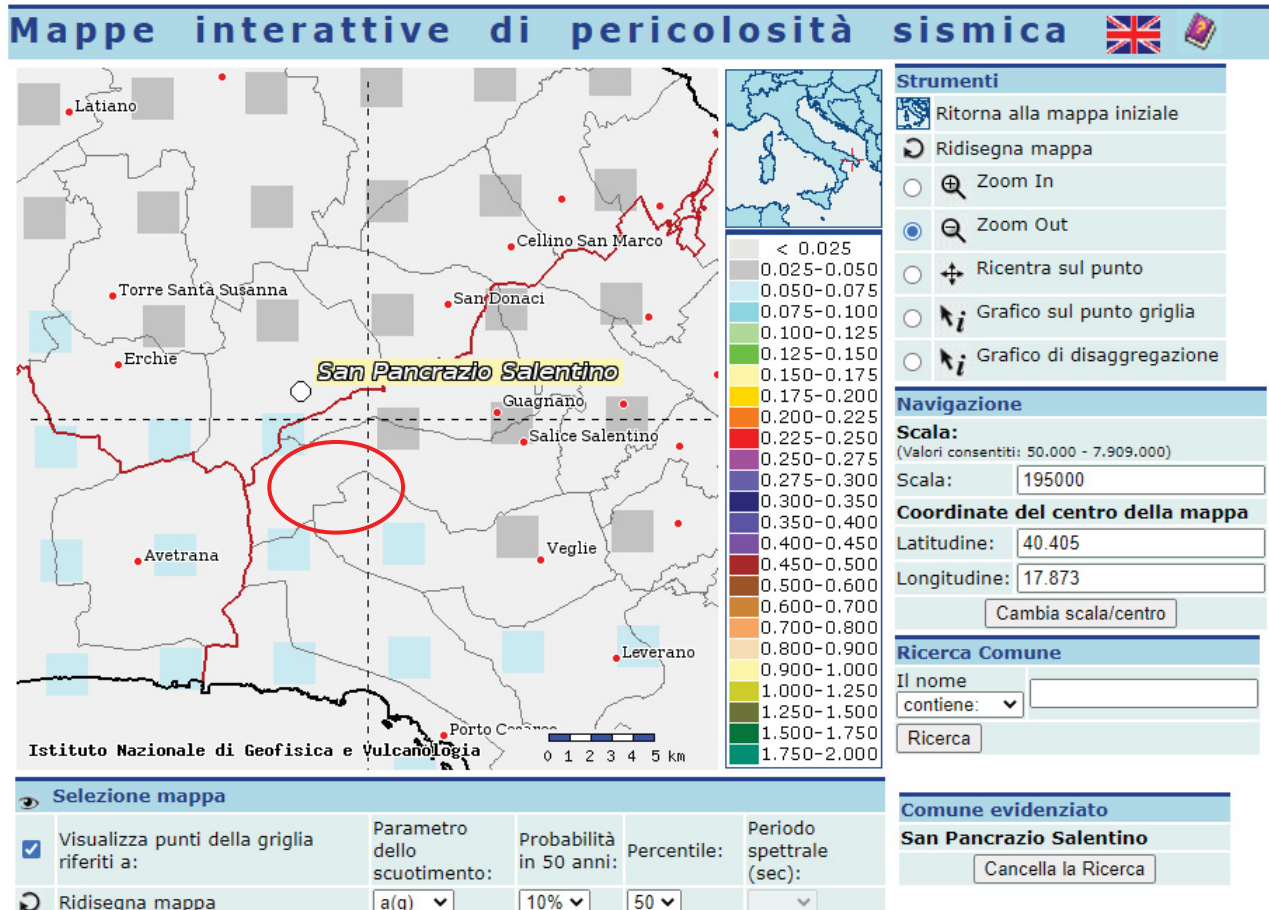 Mappe interattive di pericolosità sismica
Latiano
Cellino San Marco
Torre Santa Susanna
San Donaci
Erchie
San Pancrazio Salentino
Guagnano
Salice Salentino
Veglie
Avetrana
Leverano
Porto
Istituto Nazionale di Geofisica e Vulcanologia
0 1 2 3 4 5 km
< 0.025
0.025-0.050
0.050-0.075
0.075-0.100
0.100-0.125
0.125-0.150
0.150-0.175
0.175-0.200
0.200-0.225
0.225-0.250
0.250-0.275
0.275-0.300
0.300-0.350
0.350-0.400
0.400-0.450
0.450-0.500
0.500-0.600
0.600-0.700
0.700-0.800
0.800-0.900
0.900-1.000
1.000-1.250
1.250-1.500
1.500-1.750
1.750-2.000
Strumenti
Ritorna alla mappa iniziale
Ridisegna mappa
Zoom In
Zoom Out
Ricentra sul punto
i Grafico sul punto griglia
i Grafico di disaggregazione
Navigazione
Scala:
(Valori consentiti: 50.000 - 7.909.000)
Scala: 195000
Coordinate del centro della mappa
Latitudine: 40.405
Longitudine: 17.873
Cambia scala/centro
Ricerca Comune
Il nome
contiene:
Ricerca
Comune evidenziato
San Pancrazio Salentino
Cancella la Ricerca
Selezione mappa
Visualizza punti della griglia
riferiti a:
Parametro
dello
scuotimento:
Probabilità
in 50 anni:
Percentile:
Periodo
spettrale
(sec):
Ridisegna mappa
a(g)
10%
50